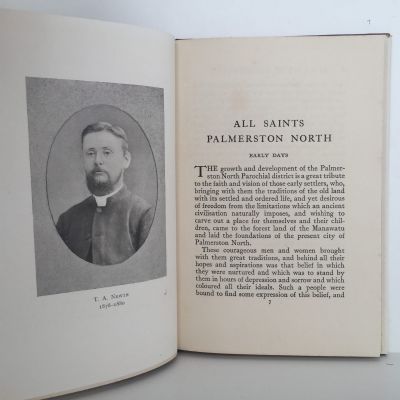 T. A. NEWTH
ALL SAINTS
PALMERSTON NORTH
EARLY DAYS
THE growth and development of the Palmer-
ston North Parochial district is a great tribute
to the faith and vision of those early settlers, who,
bringing with them the traditions of the old land
with its settled and ordered life, and yet desirous
of freedom from the limitations which an ancient
civilisation naturally imposes, and wishing to
carve out a place for themselves and their chil-
dren, came to the forest land of the Manawatu
and laid the foundations of the present city of
Palmerston North.
These courageous men and women brought
with them great traditions, and behind all their
hopes and aspirations was that belief in which
they were nurtured and which was to stand by
them in hours of depression and sorrow and which
coloured all their ideals. Such a people were
bound to find some expression of this belief, and
7